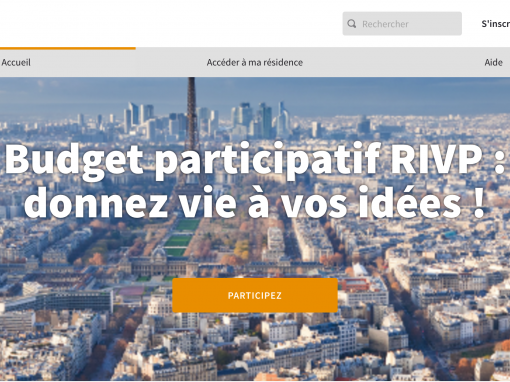 Rechercher
S'inscr
Accueil
Accéder à ma résidence
Aide
Budget participatif RIVP :
donnez vie à vos idées !
PARTICIPEZ